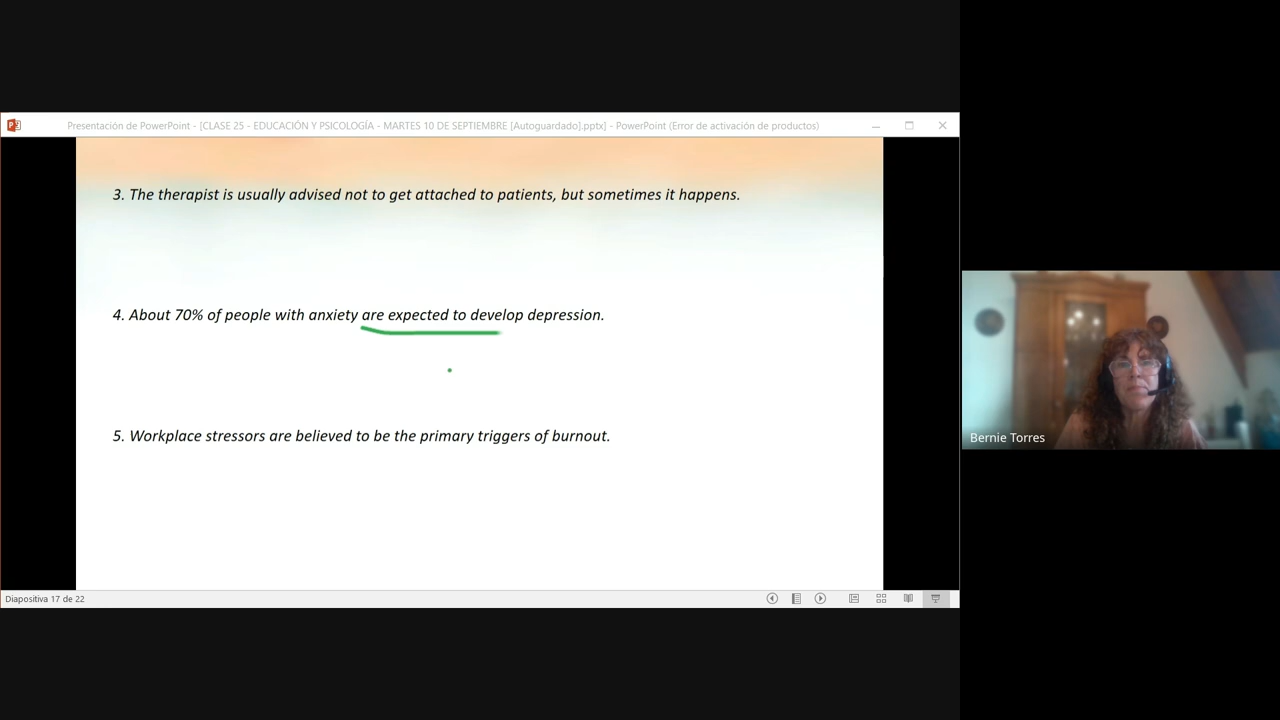 Presentación de PowerPoint - [CLASE 25 - EDUCACIÓN Y PSICOLOGÍA - MARTES 10 DE SEPTIEMBRE [Autoguardado].pptx] - PowerPoint (Error de activación de productos)
3. The therapist is usually advised not to get attached to patients, but sometimes it happens.
4. About 70% of people with anxiety are expected to develop depression.
5. Workplace stressors are believed to be the primary triggers of burnout.
Bernie Torres
Diapositiva 17 de 22